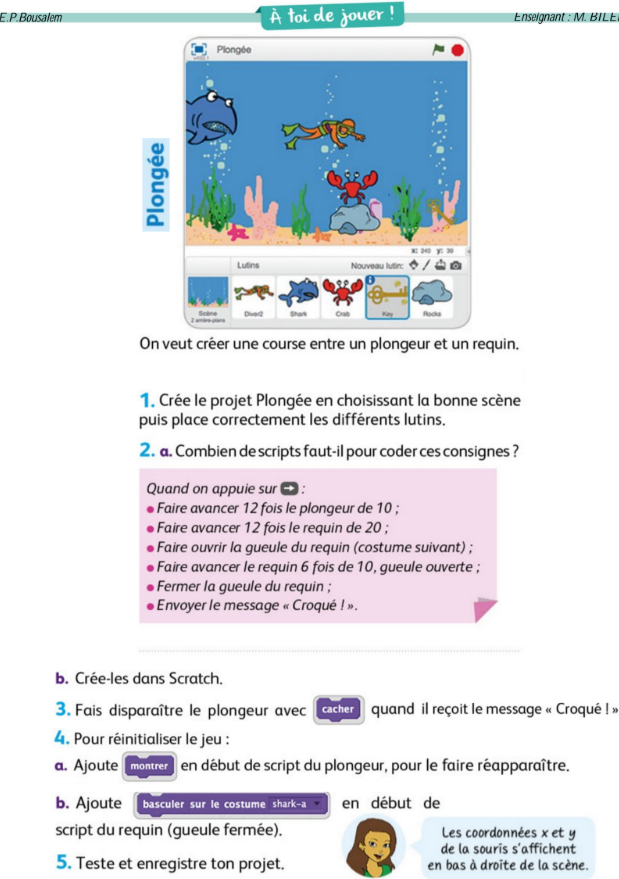 E.P.Bousalem
À toi de jouer !
Enseignant : M. BILE
Plongée
Plongée
x: 240 y: 39
Lutins
Nouveau lutin:
Scène
2 arrière-plans
Diver2
Shark
Crab
Key
Rocks
On veut créer une course entre un plongeur et un requin.
1. Crée le projet Plongée en choisissant la bonne scène
puis place correctement les différents lutins.
2. a. Combien de scripts faut-il pour coder ces consignes ?
Quand on appuie sur :
Faire avancer 12 fois le plongeur de 10 ;
Faire avancer 12 fois le requin de 20 ;
Faire ouvrir la gueule du requin (costume suivant) ;
Faire avancer le requin 6 fois de 10, gueule ouverte ;
Fermer la gueule du requin ;
Envoyer le message « Croqué ! ».
b. Crée-les dans Scratch.
3. Fais disparaître le plongeur avec cacher quand il reçoit le message « Croqué ! »
4. Pour réinitialiser le jeu :
a. Ajoute montrer en début de script du plongeur, pour le faire réapparaître.
b. Ajoute basculer sur le costume shark-a en début de
script du requin (gueule fermée).
Les coordonnées x et y
de la souris s'affichent
en bas à droite de la scène.
5. Teste et enregistre ton projet.